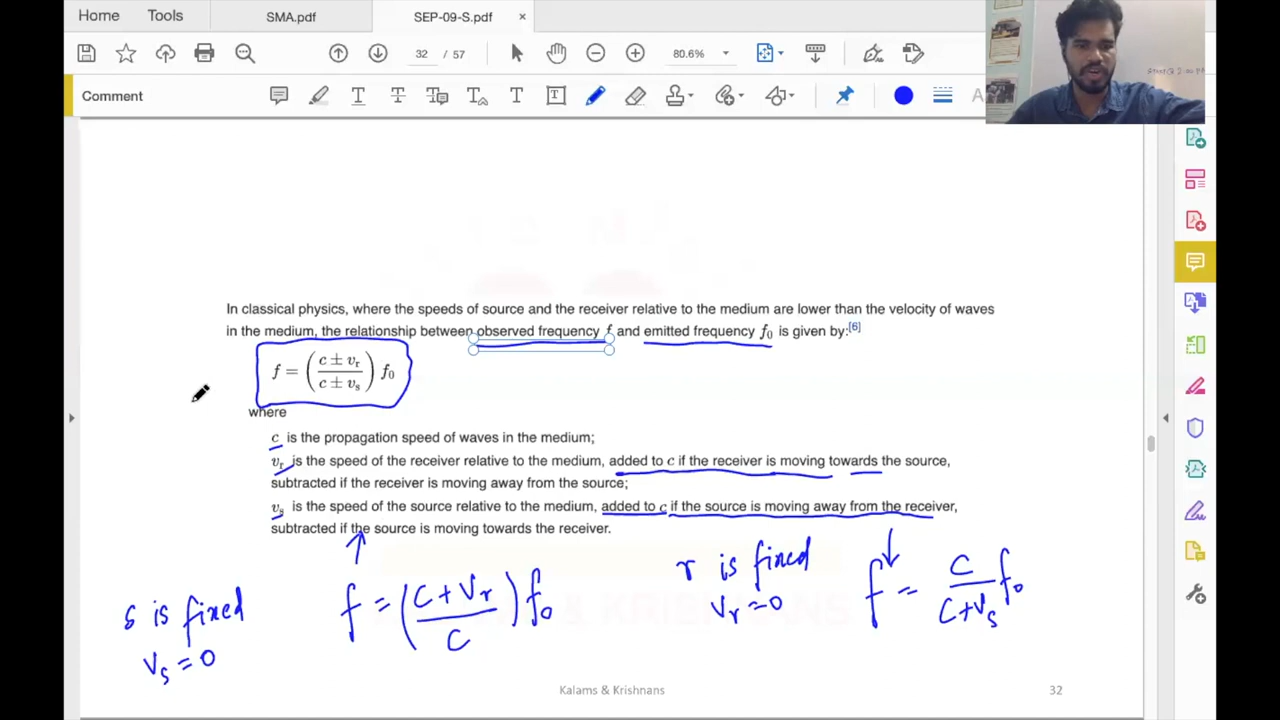 Home Tools SMA.pdf SEP-09-S.pdf ×
32 / 57 80.6%
Comment
In classical physics, where the speeds of source and the receiver relative to the medium are lower than the velocity of waves
in the medium, the relationship between observed frequency f and emitted frequency f₀ is given by:[6]
f = ( (c ± vᵣ) / (c ± vₛ) ) f₀
where
c is the propagation speed of waves in the medium;
vᵣ is the speed of the receiver relative to the medium, added to c if the receiver is moving towards the source,
subtracted if the receiver is moving away from the source;
vₛ is the speed of the source relative to the medium, added to c if the source is moving away from the receiver,
subtracted if the source is moving towards the receiver.
s is fixed
vₛ = 0
f = ( (c + vᵣ) / c ) f₀
r is fixed
vᵣ = 0
f = c / (c + vₛ) f₀
Kalams & Krishnans
32